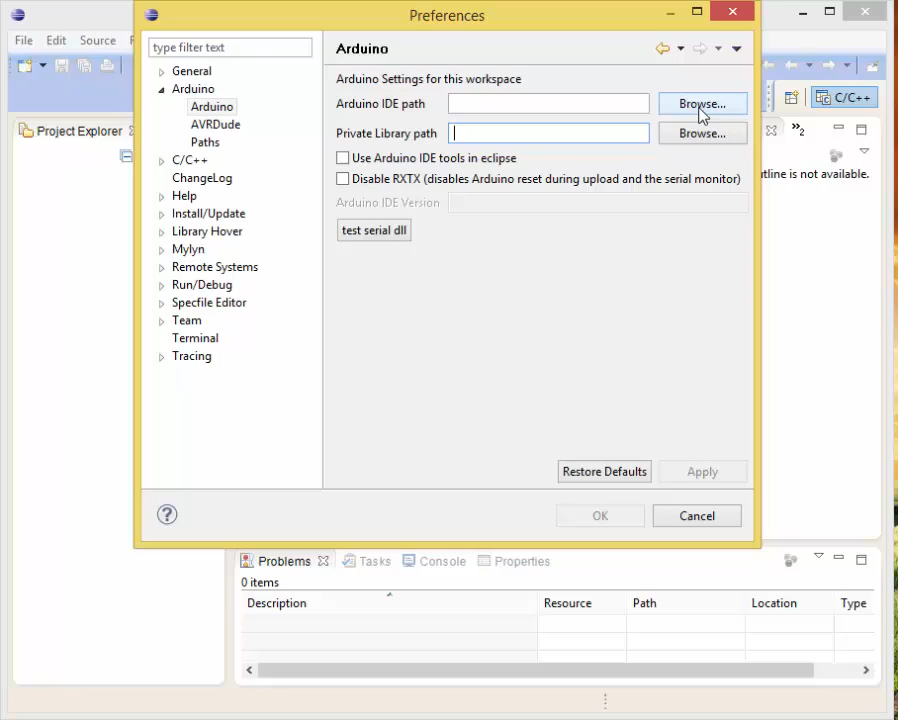 Preferences
File Edit Source
type filter text
General
Arduino
Arduino
AVRDude
Paths
C/C++
ChangeLog
Help
Install/Update
Library Hover
Mylyn
Remote Systems
Run/Debug
Specfile Editor
Team
Terminal
Tracing
Arduino
Arduino Settings for this workspace
Arduino IDE path
Browse...
Private Library path
Browse...
Use Arduino IDE tools in eclipse
Disable RXTX (disables Arduino reset during upload and the serial monitor)
Arduino IDE Version
test serial dll
Restore Defaults Apply
OK Cancel
C/C++
Project Explorer
2
tline is not available.
Problems Tasks Console Properties
0 items
Description Resource Path Location Type